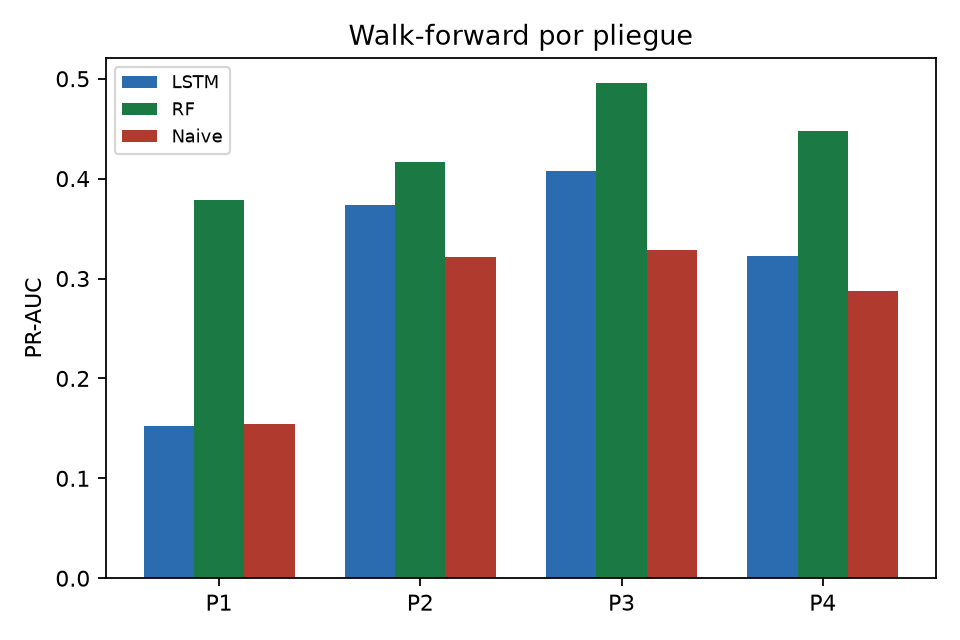 Walk-forward por pliegue
LSTM
RF
Naive
PR-AUC
0.5
0.4
0.3
0.2
0.1
0.0
P1 P2 P3 P4